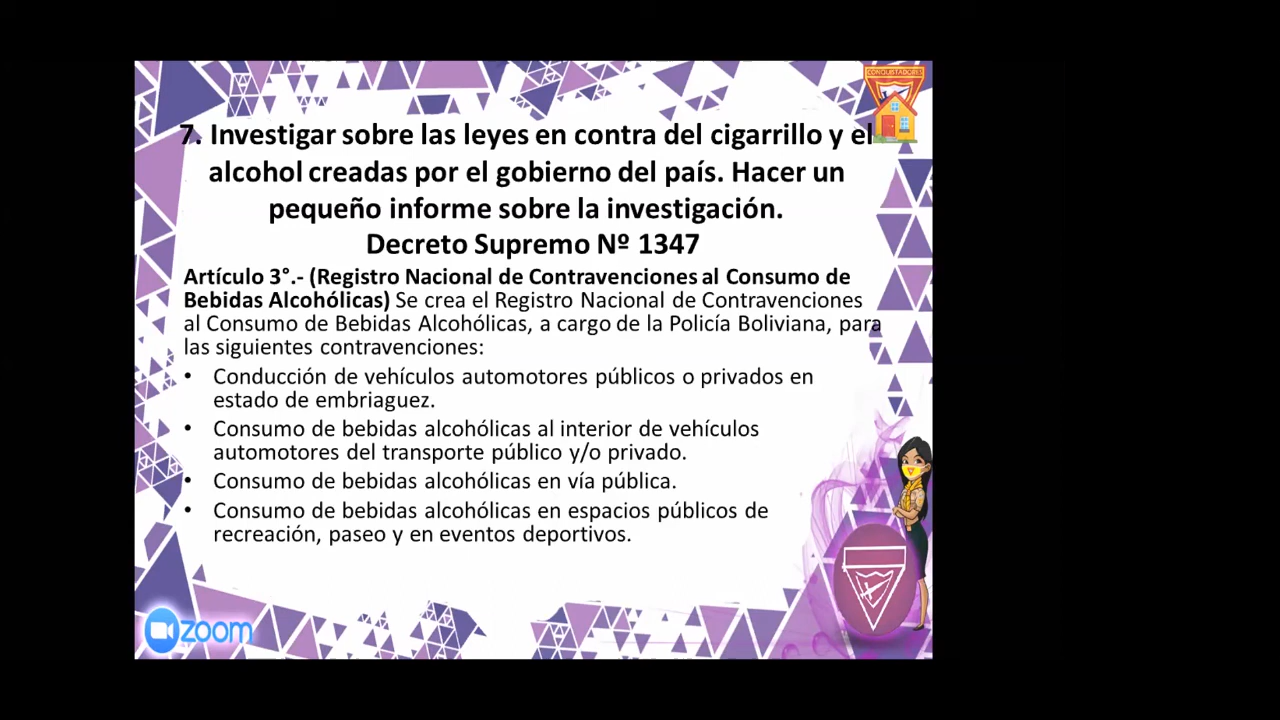 CONQUISTADORES
7. Investigar sobre las leyes en contra del cigarrillo y el
alcohol creadas por el gobierno del país. Hacer un
pequeño informe sobre la investigación.
Decreto Supremo Nº 1347
Artículo 3°.- (Registro Nacional de Contravenciones al Consumo de
Bebidas Alcohólicas) Se crea el Registro Nacional de Contravenciones
al Consumo de Bebidas Alcohólicas, a cargo de la Policía Boliviana, para
las siguientes contravenciones:
• Conducción de vehículos automotores públicos o privados en
estado de embriaguez.
• Consumo de bebidas alcohólicas al interior de vehículos
automotores del transporte público y/o privado.
• Consumo de bebidas alcohólicas en vía pública.
• Consumo de bebidas alcohólicas en espacios públicos de
recreación, paseo y en eventos deportivos.
zoom